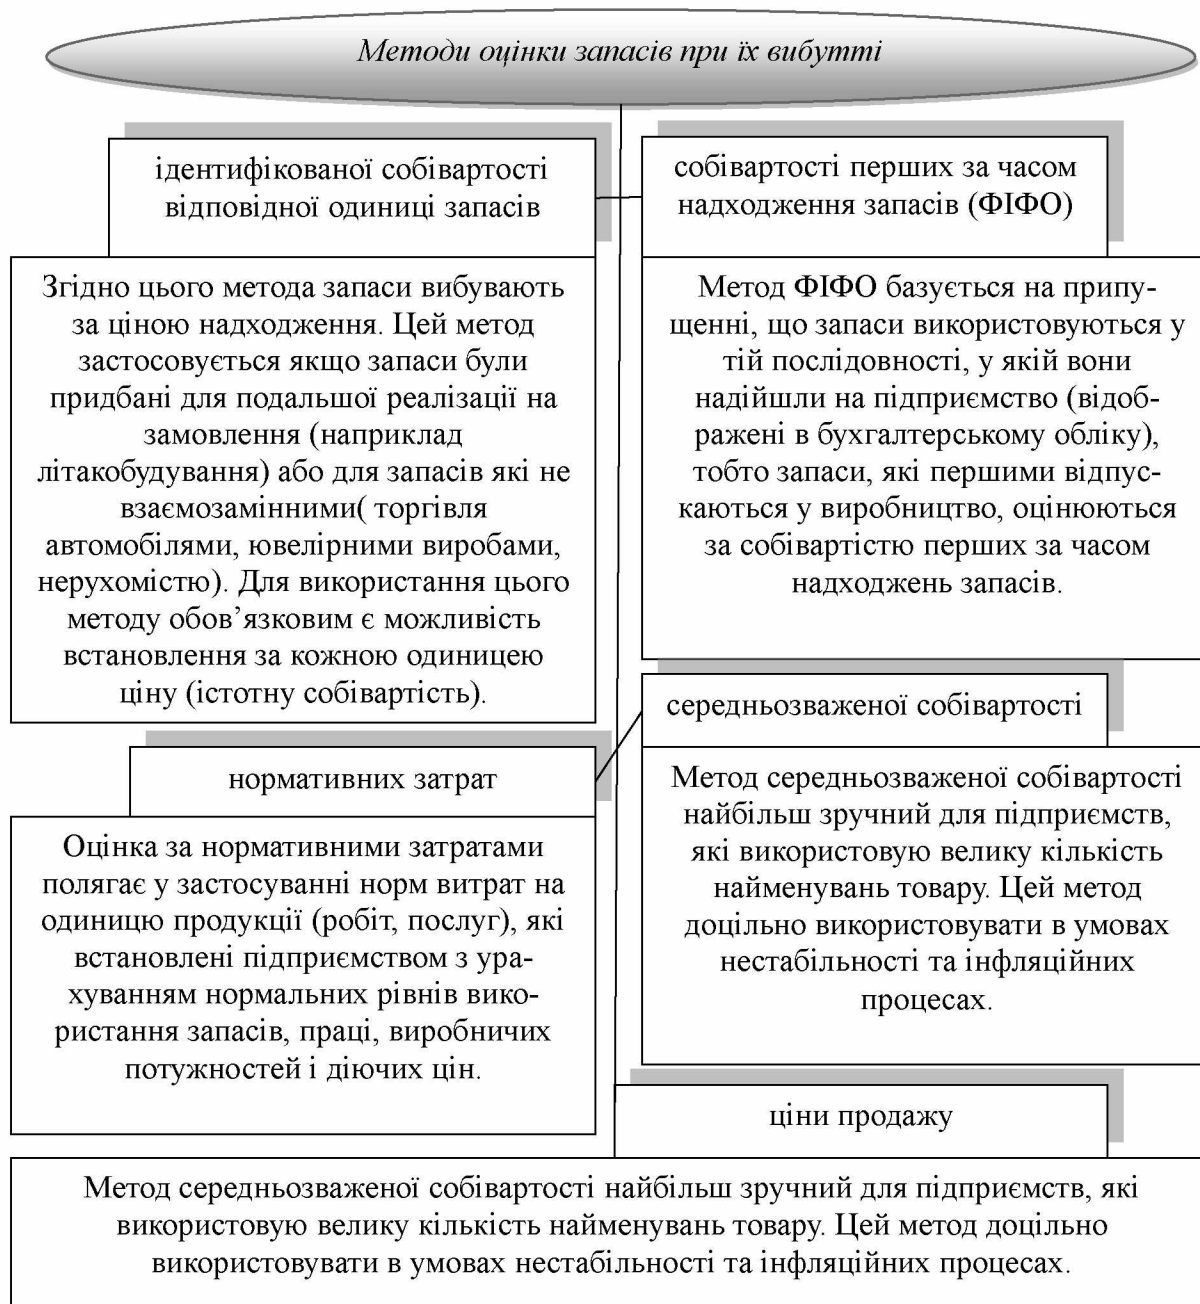 Методи оцінки запасів при їх вибутті
ідентифікованої собівартості
відповідної одиниці запасів
Згідно цього метода запаси вибувають
за ціною надходження. Цей метод
застосовується якщо запаси були
придбані для подальшої реалізації на
замовлення (наприклад
літакобудування) або для запасів які не
взаємозамінними( торгівля
автомобілями, ювелірними виробами,
нерухомістю). Для використання цього
методу обов’язковим є можливість
встановлення за кожною одиницею
ціну (істотну собівартість).
собівартості перших за часом
надходження запасів (ФІФО)
Метод ФІФО базується на припу-
щенні, що запаси використовуються у
тій послідовності, у якій вони
надійшли на підприємство (відоб-
ражені в бухгалтерському обліку),
тобто запаси, які першими відпус-
каються у виробництво, оцінюються
за собівартістю перших за часом
надходжень запасів.
нормативних затрат
Оцінка за нормативними затратами
полягає у застосуванні норм витрат на
одиницю продукції (робіт, послуг), які
встановлені підприємством з ура-
хуванням нормальних рівнів вико-
ристання запасів, праці, виробничих
потужностей і діючих цін.
середньозваженої собівартості
Метод середньозваженої собівартості
найбільш зручний для підприємств,
які використовую велику кількість
найменувань товару. Цей метод
доцільно використовувати в умовах
нестабільності та інфляційних
процесах.
ціни продажу
Метод середньозваженої собівартості найбільш зручний для підприємств, які
використовую велику кількість найменувань товару. Цей метод доцільно
використовувати в умовах нестабільності та інфляційних процесах.